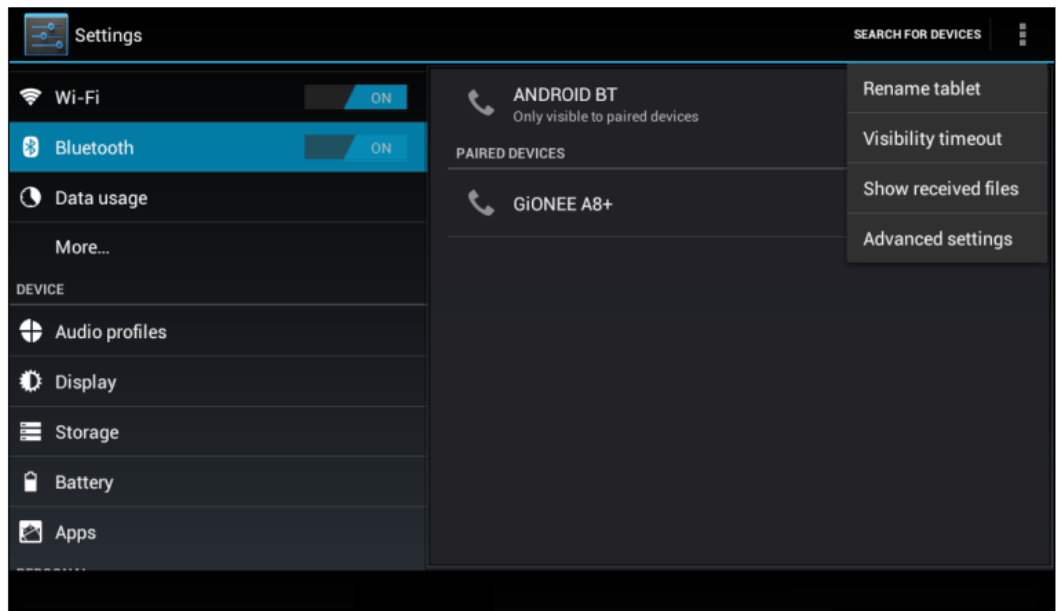 Settings
SEARCH FOR DEVICES
Wi-Fi
ON
Bluetooth
ON
Data usage
More...
DEVICE
Audio profiles
Display
Storage
Battery
Apps
ANDROID BT
Only visible to paired devices
PAIRED DEVICES
GiONEE A8+
Rename tablet
Visibility timeout
Show received files
Advanced settings